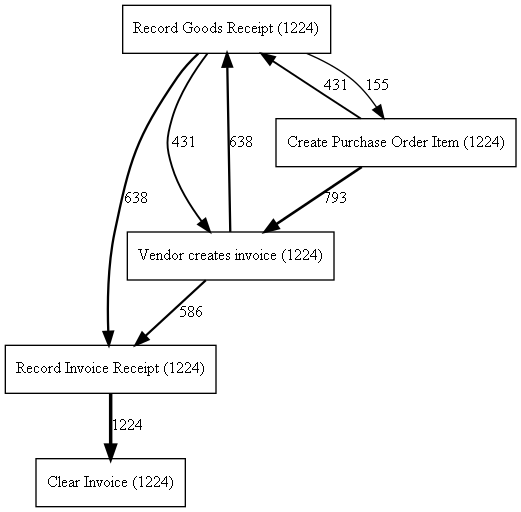 Record Goods Receipt (1224)
431
155
Create Purchase Order Item (1224)
431
638
793
638
Vendor creates invoice (1224)
586
Record Invoice Receipt (1224)
1224
Clear Invoice (1224)